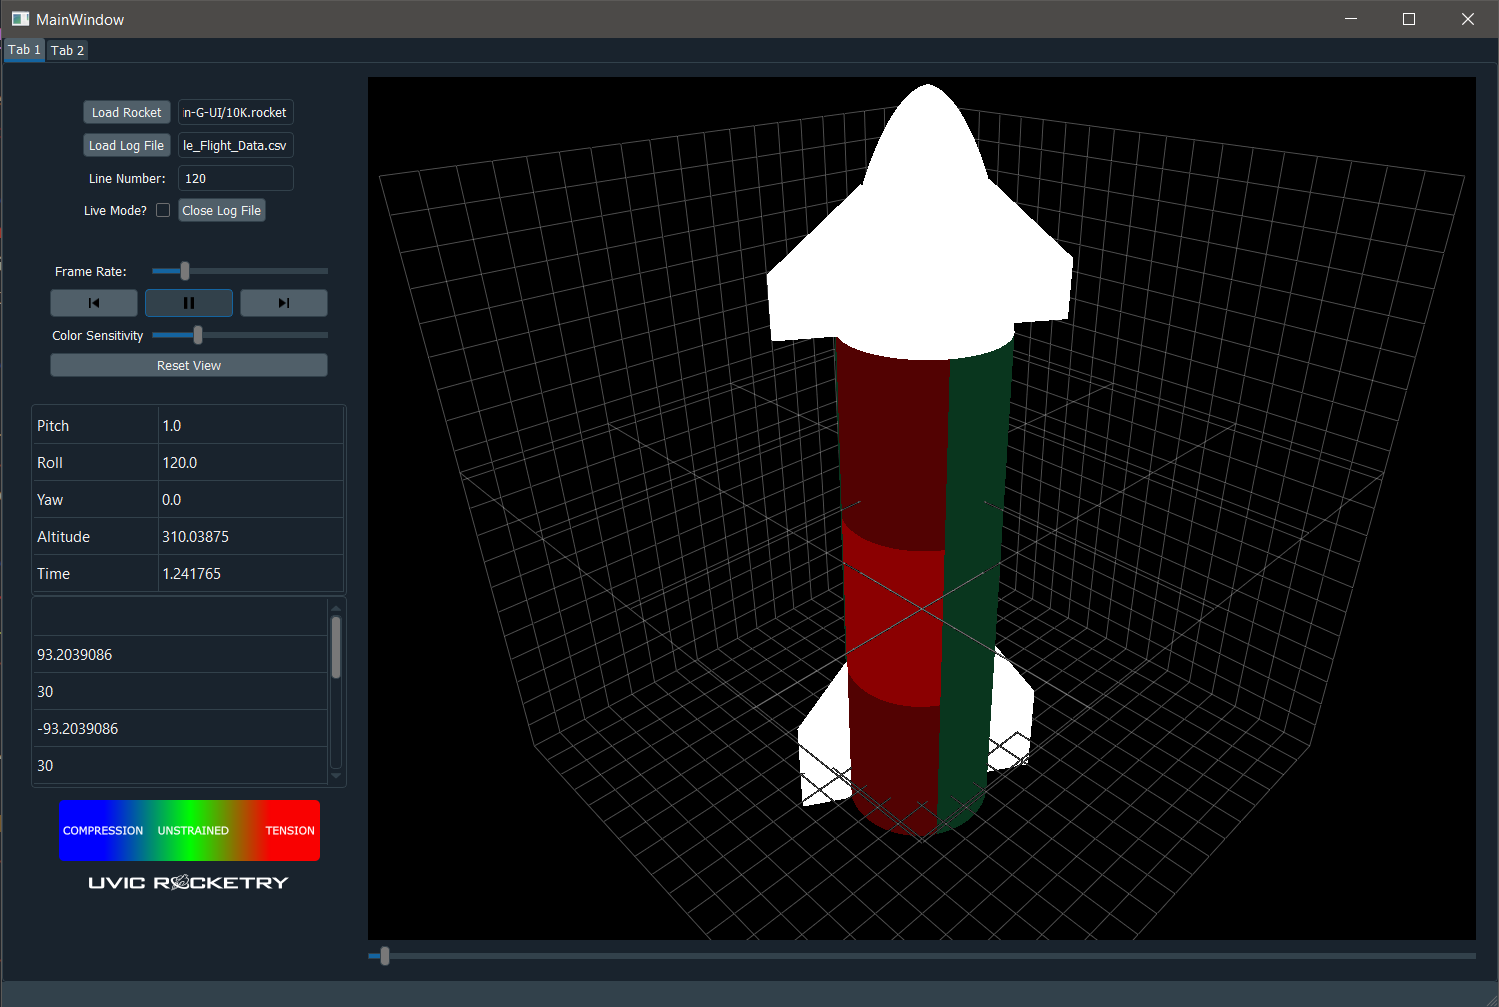 MainWindow
Tab 1 Tab 2
Load Rocket n-G-UI/10K.rocket
Load Log File le_Flight_Data.csv
Line Number: 120
Live Mode? Close Log File
Frame Rate:
Color Sensitivity
Reset View
Pitch 1.0
Roll 120.0
Yaw 0.0
Altitude 310.03875
Time 1.241765
93.2039086
30
-93.2039086
30
COMPRESSION UNSTRAINED TENSION
UVIC ROCKETRY